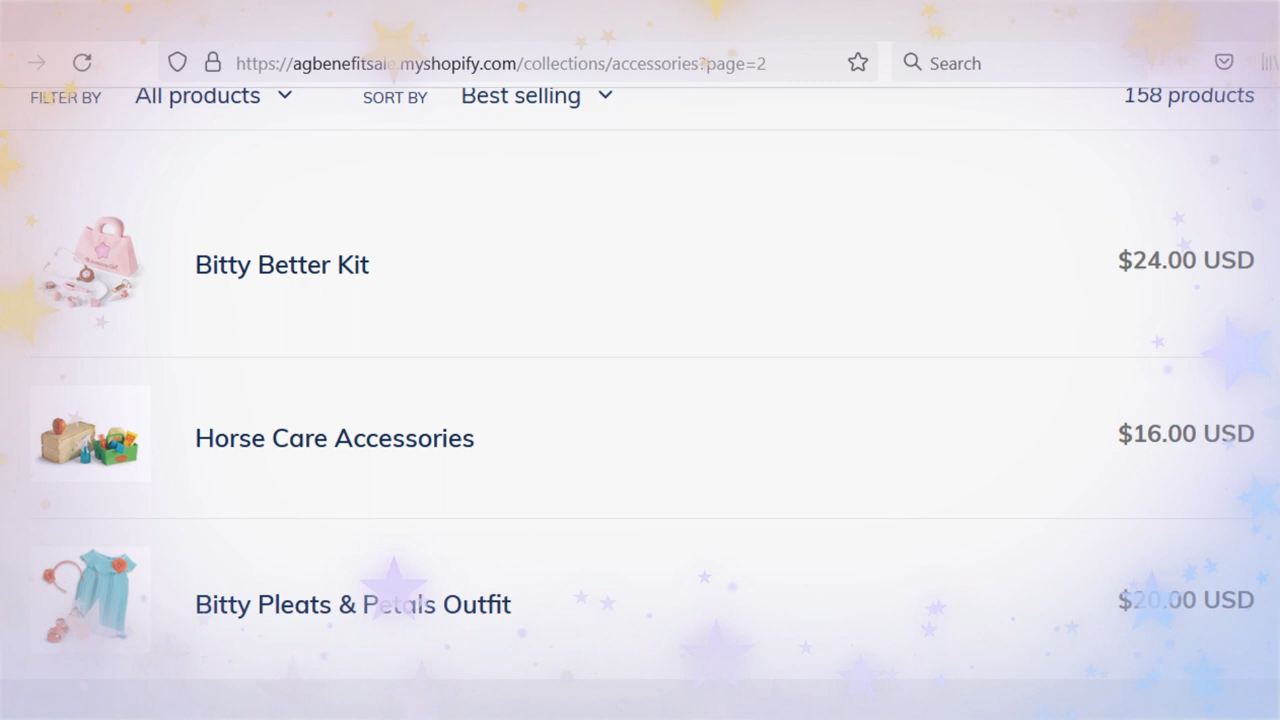 https://agbenefitsale.myshopify.com/collections/accessories?page=2
Search
FILTER BY All products SORT BY Best selling 158 products
Bitty Better Kit $24.00 USD
Horse Care Accessories $16.00 USD
Bitty Pleats & Petals Outfit $20.00 USD